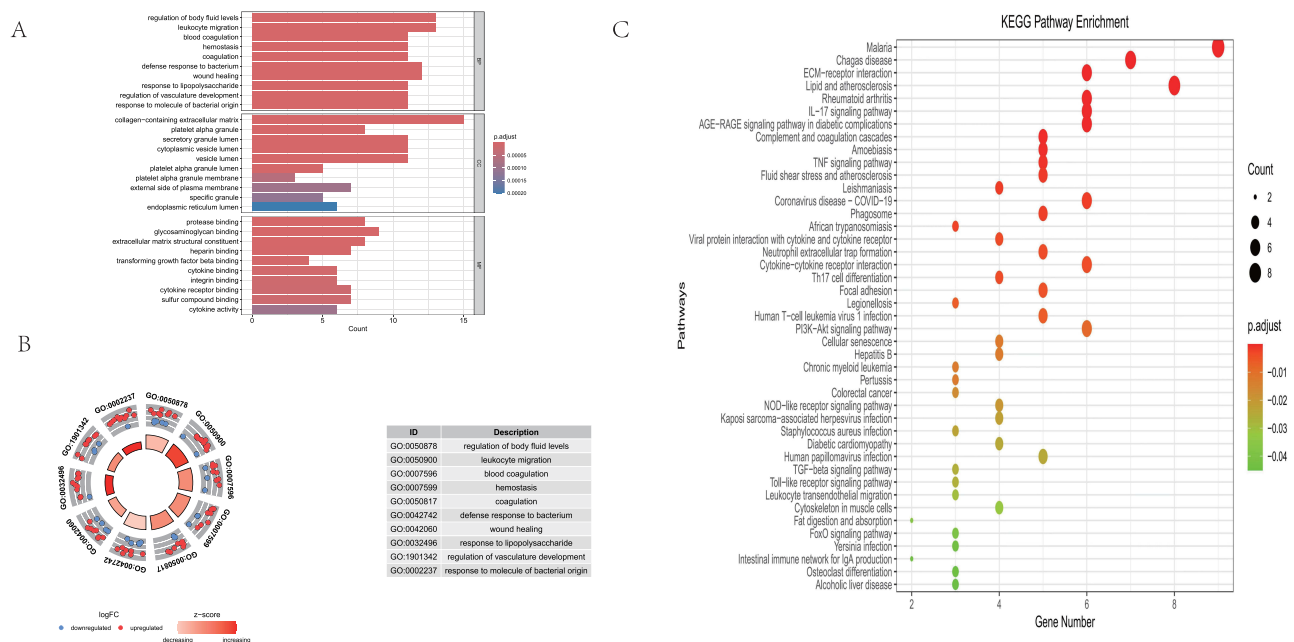 A
regulation of body fluid levels
leukocyte migration
blood coagulation
hemostasis
coagulation
defense response to bacterium
wound healing
response to lipopolysaccharide
regulation of vasculature development
response to molecule of bacterial origin
BP
collagen−containing extracellular matrix
platelet alpha granule
secretory granule lumen
cytoplasmic vesicle lumen
vesicle lumen
platelet alpha granule lumen
platelet alpha granule membrane
external side of plasma membrane
specific granule
endoplasmic reticulum lumen
CC
protease binding
glycosaminoglycan binding
extracellular matrix structural constituent
heparin binding
transforming growth factor beta binding
cytokine binding
integrin binding
cytokine receptor binding
sulfur compound binding
cytokine activity
MF
0 5 10 15
Count
p.adjust
0.00005
0.00010
0.00015
0.00020
B
GO:0050878
GO:0050900
GO:0007596
GO:0007599
GO:0050817
GO:0042742
GO:0042060
GO:0032496
GO:1901342
GO:0002237
logFC
downregulated upregulated
z−score
decreasing increasing
ID Description
GO:0050878 regulation of body fluid levels
GO:0050900 leukocyte migration
GO:0007596 blood coagulation
GO:0007599 hemostasis
GO:0050817 coagulation
GO:0042742 defense response to bacterium
GO:0042060 wound healing
GO:0032496 response to lipopolysaccharide
GO:1901342 regulation of vasculature development
GO:0002237 response to molecule of bacterial origin
C
KEGG Pathway Enrichment
Pathways
Malaria
Chagas disease
ECM−receptor interaction
Lipid and atherosclerosis
Rheumatoid arthritis
IL−17 signaling pathway
AGE−RAGE signaling pathway in diabetic complications
Complement and coagulation cascades
Amoebiasis
TNF signaling pathway
Fluid shear stress and atherosclerosis
Leishmaniasis
Coronavirus disease − COVID−19
Phagosome
African trypanosomiasis
Viral protein interaction with cytokine and cytokine receptor
Neutrophil extracellular trap formation
Cytokine−cytokine receptor interaction
Th17 cell differentiation
Focal adhesion
Legionellosis
Human T−cell leukemia virus 1 infection
PI3K−Akt signaling pathway
Cellular senescence
Hepatitis B
Chronic myeloid leukemia
Pertussis
Colorectal cancer
NOD−like receptor signaling pathway
Kaposi sarcoma−associated herpesvirus infection
Staphylococcus aureus infection
Diabetic cardiomyopathy
Human papillomavirus infection
TGF−beta signaling pathway
Toll−like receptor signaling pathway
Leukocyte transendothelial migration
Cytoskeleton in muscle cells
Fat digestion and absorption
FoxO signaling pathway
Yersinia infection
Intestinal immune network for IgA production
Osteoclast differentiation
Alcoholic liver disease
2 4 6 8
Gene Number
Count
2
4
6
8
p.adjust
0.01
0.02
0.03
0.04